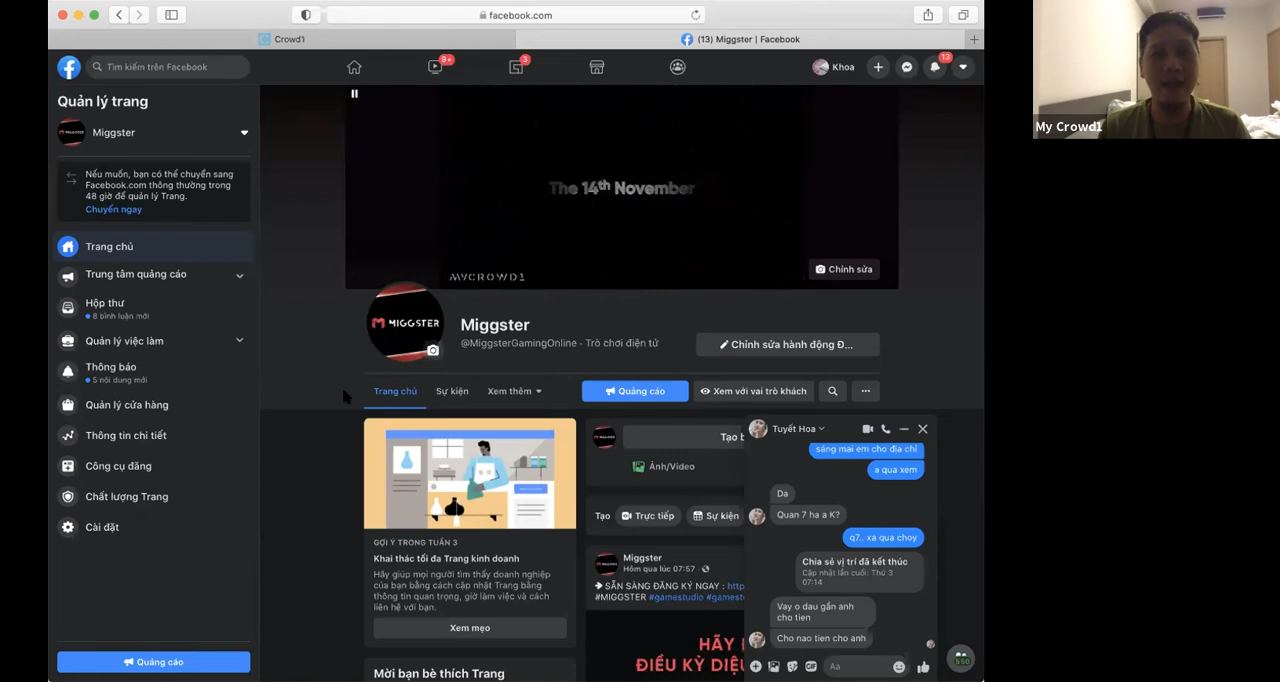 facebook.com
Crowd1
(13) Miggster | Facebook
Tìm kiếm trên Facebook
9+
3
Khoa
13
Quản lý trang
Miggster
Nếu muốn, bạn có thể chuyển sang
Facebook.com thông thường trong
48 giờ để quản lý Trang.
Chuyển ngay
Trang chủ
Trung tâm quảng cáo
Hộp thư
8 bình luận mới
Quản lý việc làm
Thông báo
5 nội dung mới
Quản lý cửa hàng
Thông tin chi tiết
Công cụ đăng
Chất lượng Trang
Cài đặt
Quảng cáo
The 14th November
MYCROWD1
Chỉnh sửa
MIGGSTER
Miggster
@MiggsterGamingOnline · Trò chơi điện tử
Chỉnh sửa hành động Đ...
Trang chủ
Sự kiện
Xem thêm
Quảng cáo
Xem với vai trò khách
GỢI Ý TRONG TUẦN 3
Khai thác tối đa Trang kinh doanh
Hãy giúp mọi người tìm thấy doanh nghiệp
của bạn bằng cách cập nhật Trang bằng
thông tin quan trọng, giờ làm việc và cách
liên hệ với bạn.
Xem mẹo
Mời bạn bè thích Trang
Tạo b
Ảnh/Video
Tạo
Trực tiếp
Sự kiện
Miggster
Hôm qua lúc 07:57
SẴN SÀNG ĐĂNG KÝ NGAY : http
#MIGGSTER #gamestudio #gamest
HÃY
ĐIỀU KỲ DIỆU
Tuyết Hoa
sáng mai em cho địa chỉ
a qua xem
Da
Quan 7 ha a K?
q7.. xa qua choy
Chia sẻ vị trí đã kết thúc
Cập nhật lần cuối: Thứ 3
07:14
Vay o dau gần anh
cho tien
Cho nao tien cho anh
GIF
Aa
My Crowd1